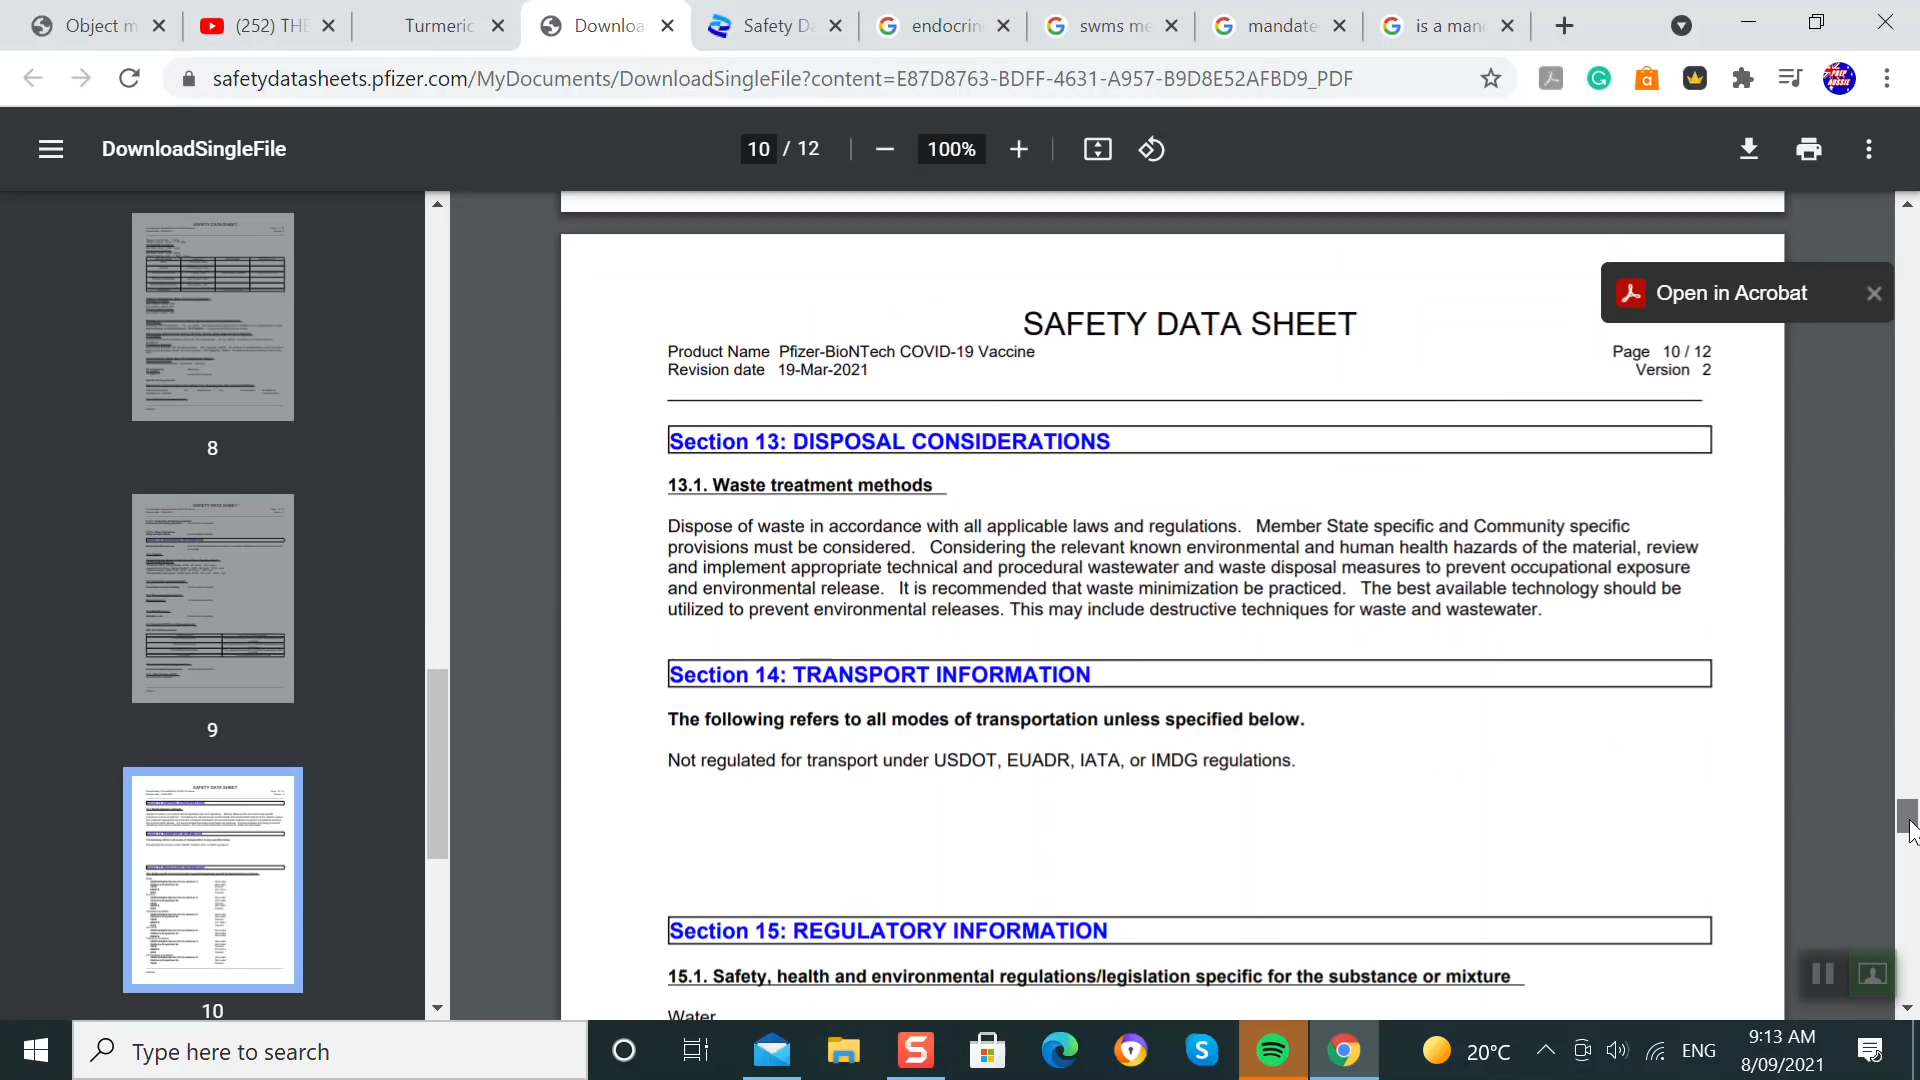 Object m
(252) THE
Turmeric
Downloa
Safety Da
endocrin
swms me
mandate
is a man
safetydatasheets.pfizer.com/MyDocuments/DownloadSingleFile?content=E87D8763-BDFF-4631-A957-B9D8E52AFBD9_PDF
DownloadSingleFile
10 / 12
100%
Open in Acrobat
8
9
10
SAFETY DATA SHEET
Product Name Pfizer-BioNTech COVID-19 Vaccine
Page 10 / 12
Revision date 19-Mar-2021
Version 2
Section 13: DISPOSAL CONSIDERATIONS
13.1. Waste treatment methods
Dispose of waste in accordance with all applicable laws and regulations. Member State specific and Community specific
provisions must be considered. Considering the relevant known environmental and human health hazards of the material, review
and implement appropriate technical and procedural wastewater and waste disposal measures to prevent occupational exposure
and environmental release. It is recommended that waste minimization be practiced. The best available technology should be
utilized to prevent environmental releases. This may include destructive techniques for waste and wastewater.
Section 14: TRANSPORT INFORMATION
The following refers to all modes of transportation unless specified below.
Not regulated for transport under USDOT, EUADR, IATA, or IMDG regulations.
Section 15: REGULATORY INFORMATION
15.1. Safety, health and environmental regulations/legislation specific for the substance or mixture
Water
Type here to search
20°C
ENG
9:13 AM
8/09/2021